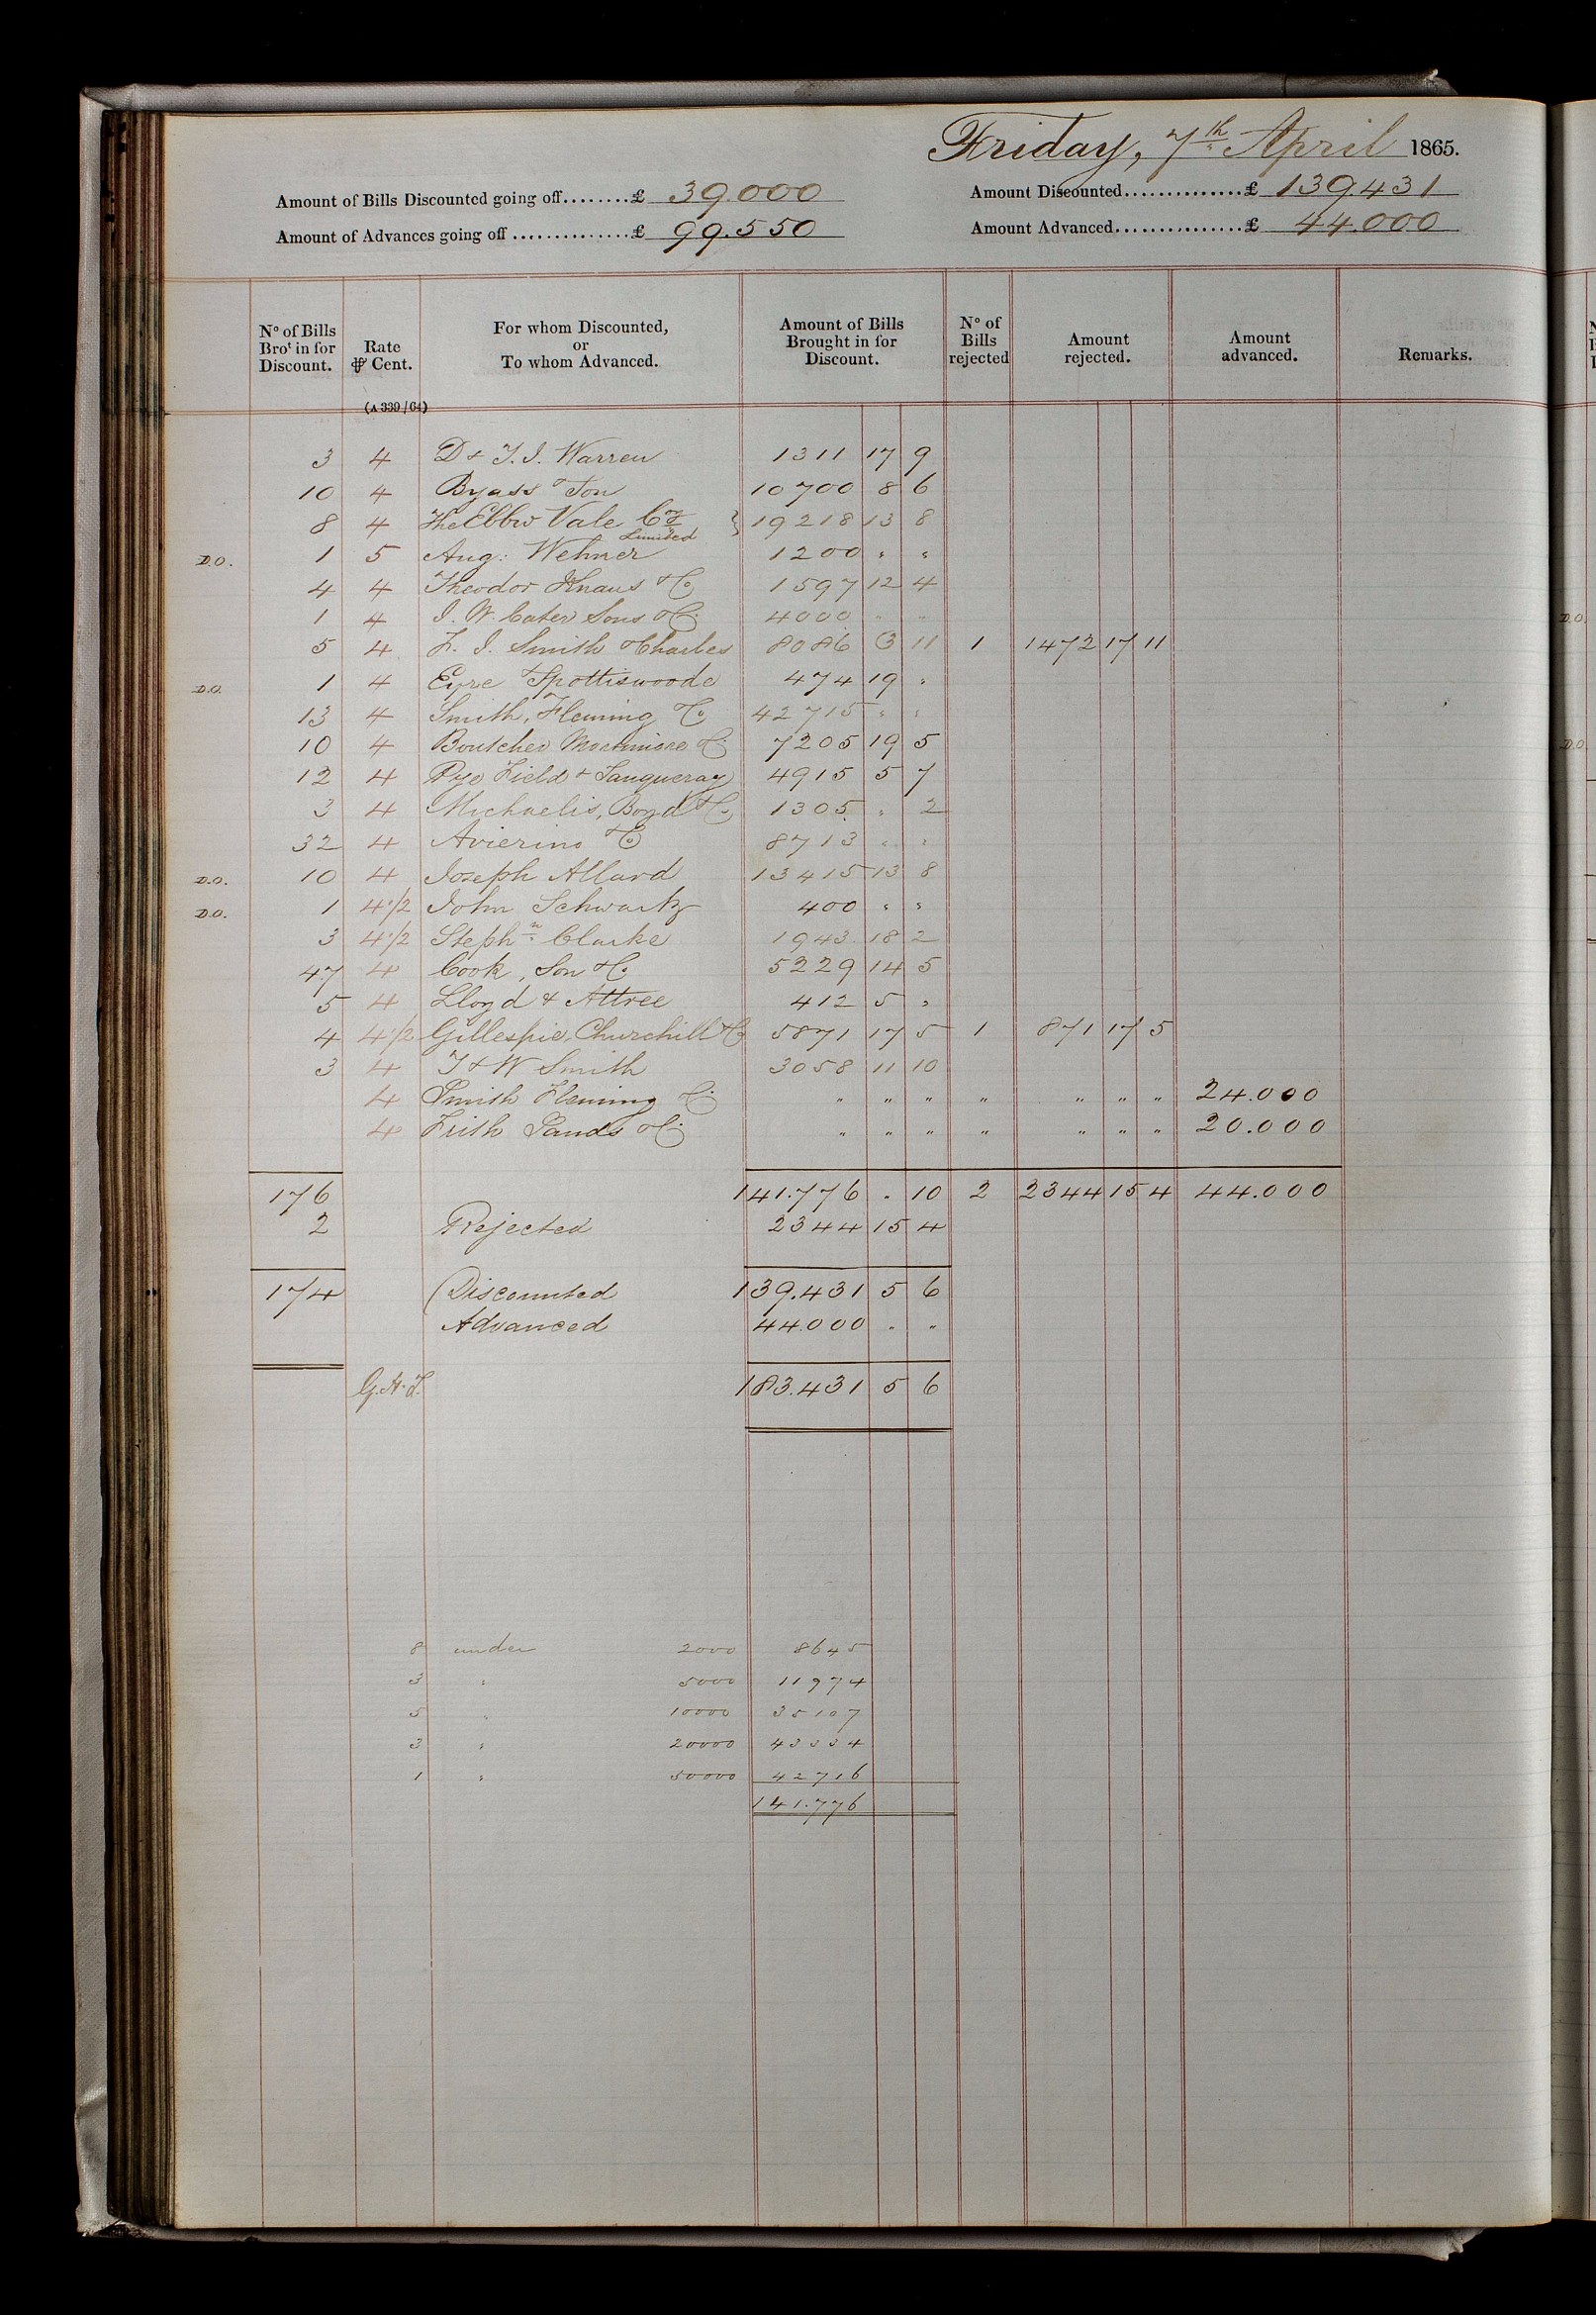 Friday, 7th April 1865.
Amount of Bills Discounted going off........£ 39.000 Amount Discounted..............£ 139.431
Amount of Advances going off...............£ 99.550 Amount Advanced................£ 44.000
No of Bills Brot in for Discount. Rate ⅌ Cent. For whom Discounted, or To whom Advanced. Amount of Bills Brought in for Discount. No of Bills rejected Amount rejected. Amount advanced. Remarks.
(A 339/64)
3 4 D & T. I. Warren 1311 17 9
10 4 Byass & Son 10700 8 6
8 4 The Ebbw Vale Coy Limited } 19218 13 8
D.O. 1 5 Aug: Wehner 1200 " "
4 4 Theodor Knaus & Co 1597 12 4
1 4 I. W. Cater Sons & Co 4000 " "
5 4 F. I. Smith & Charles 8086 3 11 1 1472 17 11
D.O. 1 4 Eyre & Spottiswoode 474 19 "
13 4 Smith, Fleming & Co 42715 " "
10 4 Boutcher Mortimore & Co 7205 19 5
12 4 Pye Field & Tanqueray 4915 5 7
3 4 Michaelis, Boyd & Co 1305 " 2
32 4 Avierino & Co 8713 " "
D.O. 10 4 Joseph Allard 13415 13 8
D.O. 1 4 1/2 John Schwartz 400 " "
3 4 1/2 Stephn. Clarke 1943 18 2
47 4 Cook, Son & Co 5229 14 5
5 4 Lloyd & Attree 412 5 "
4 4 1/2 Gillespie, Churchill & Co 5871 17 5 1 871 17 5
3 4 T & W Smith 3058 11 10
4 Smith Fleming & Co " " " " " " " 24.000
4 Frith Sands & Co " " " " " " " 20.000
176 141.776 . 10 2 2344 15 4 44.000
2 Rejected 2344 15 4
174 Discounted 139.431 5 6
Advanced 44.000 . "
G.H.T. 183.431 5 6
8 under 2000 8645
3 " 5000 11974
5 " 10000 35107
3 " 20000 43334
1 " 50000 42716
141.776